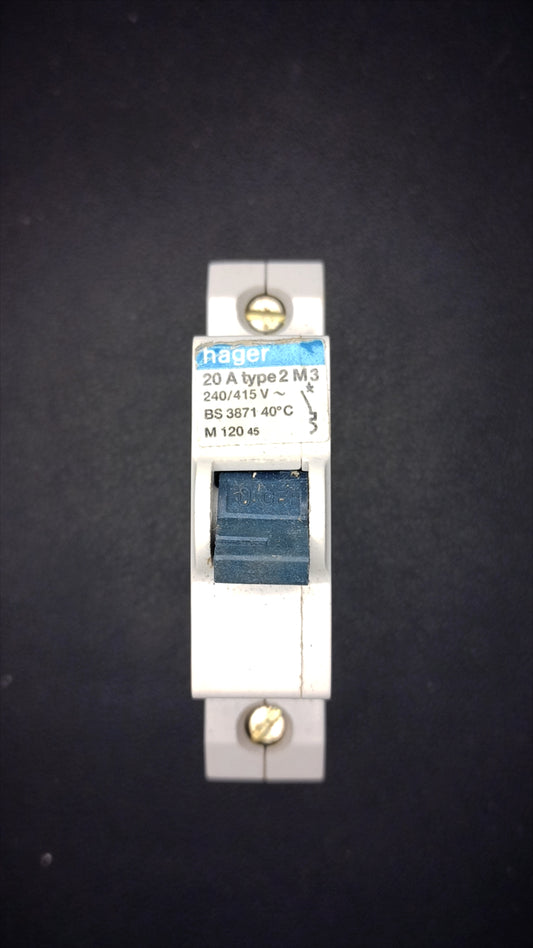 hager
20 A type 2 M3
240/415 V ~
BS 3871 40°C
M 120 45